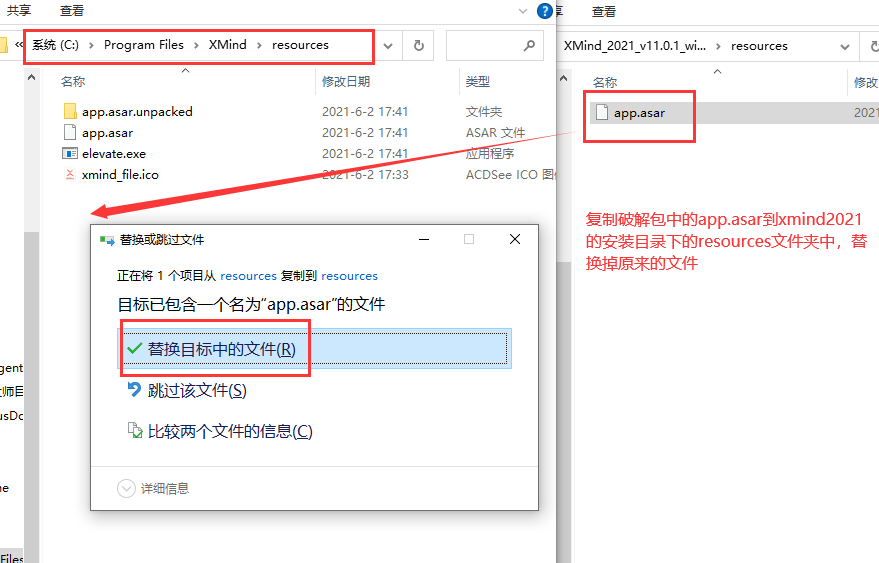 共享
查看
查看
系统 (C:) > Program Files > XMind > resources
XMind_2021_v11.0.1_wi... > resources
名称
修改日期
类型
名称
app.asar.unpacked
2021-6-2 17:41
文件夹
app.asar
2021-6-2 17:41
ASAR 文件
elevate.exe
2021-6-2 17:41
应用程序
xmind_file.ico
2021-6-2 17:33
ACDSee ICO
app.asar
2021
复制破解包中的app.asar到xmind2021
的安装目录下的resources文件夹中，替
换掉原来的文件
替换或跳过文件
正在将 1 个项目从 resources 复制到 resources
目标已包含一个名为“app.asar”的文件
替换目标中的文件(R)
跳过该文件(S)
比较两个文件的信息(C)
详细信息
Files